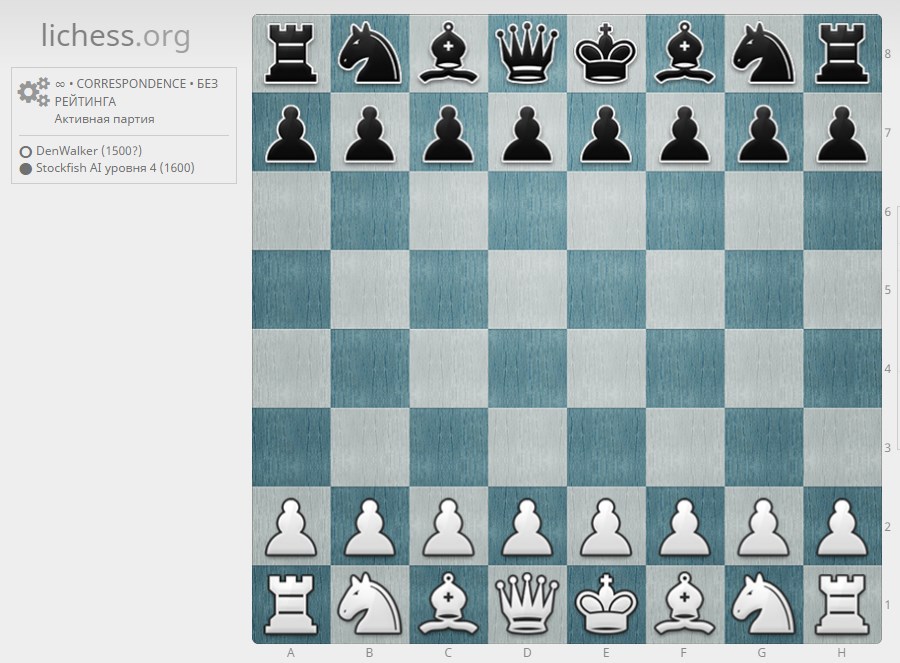 lichess.org
∞ • CORRESPONDENCE • БЕЗ
РЕЙТИНГА
Активная партия
DenWalker (1500?)
Stockfish AI уровня 4 (1600)
8
7
6
5
4
3
2
1
A B C D E F G H